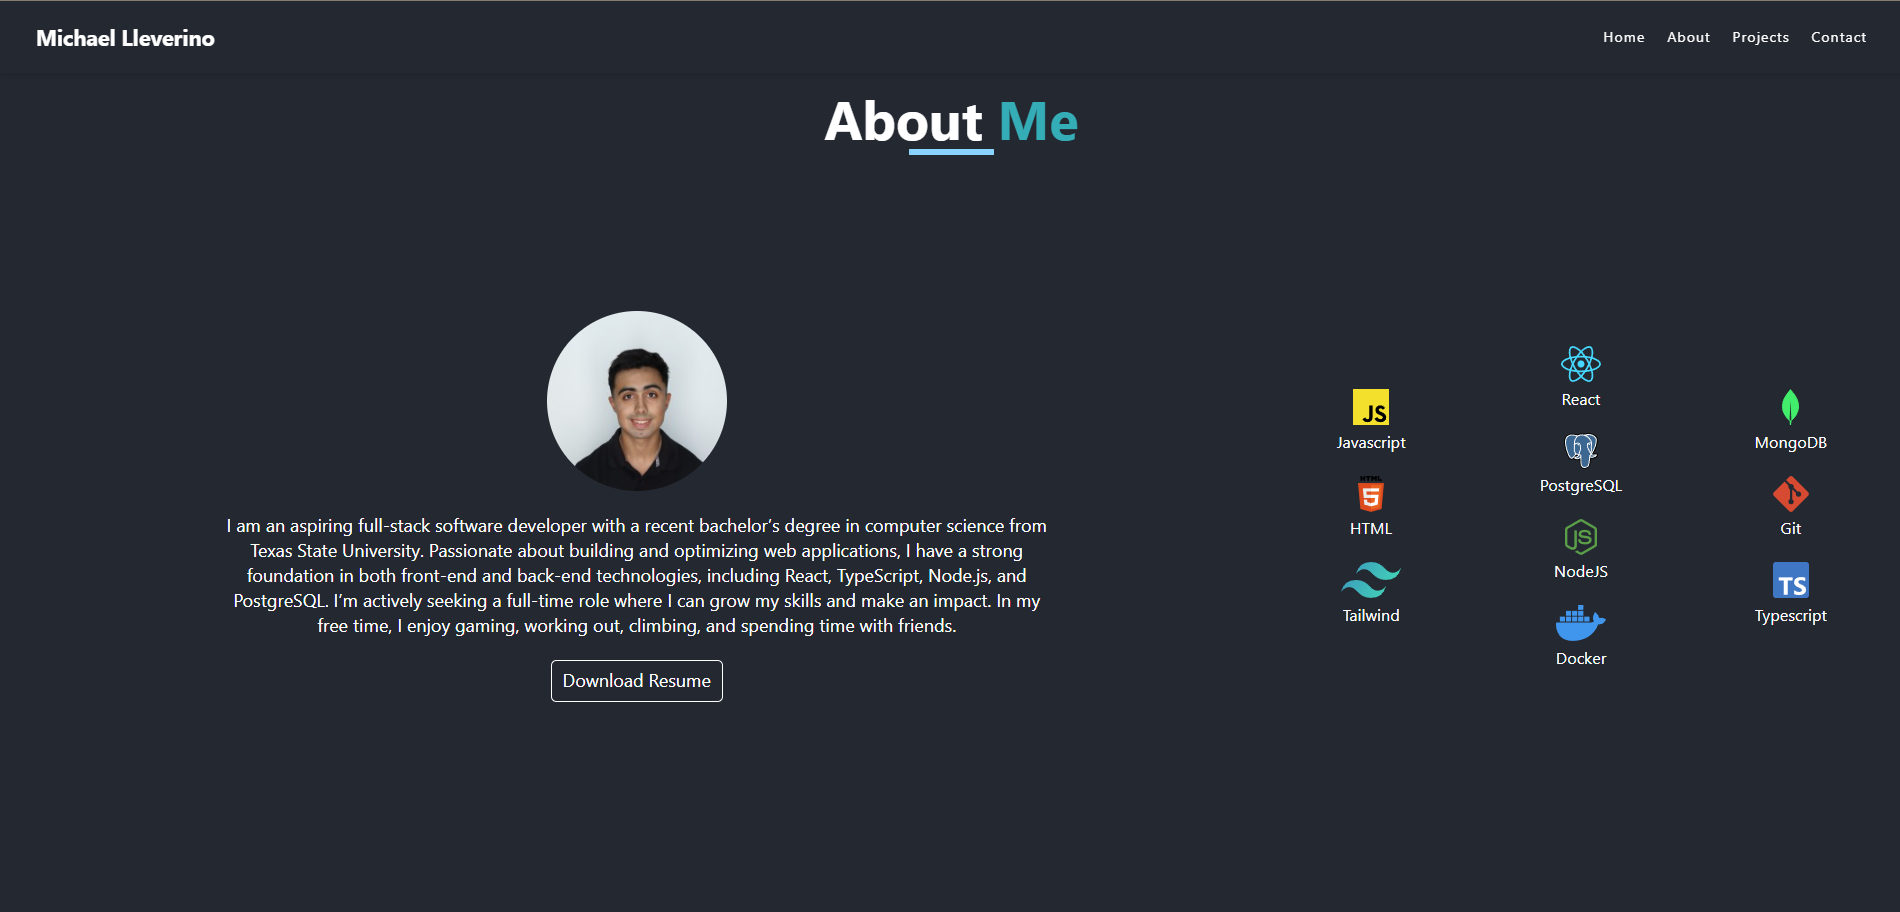 Michael Lleverino
Home About Projects Contact
About Me
I am an aspiring full-stack software developer with a recent bachelor’s degree in computer science from
Texas State University. Passionate about building and optimizing web applications, I have a strong
foundation in both front-end and back-end technologies, including React, TypeScript, Node.js, and
PostgreSQL. I’m actively seeking a full-time role where I can grow my skills and make an impact. In my
free time, I enjoy gaming, working out, climbing, and spending time with friends.
Download Resume
JS
Javascript
HTML
5
HTML
Tailwind
React
PostgreSQL
JS
NodeJS
Docker
MongoDB
Git
TS
Typescript